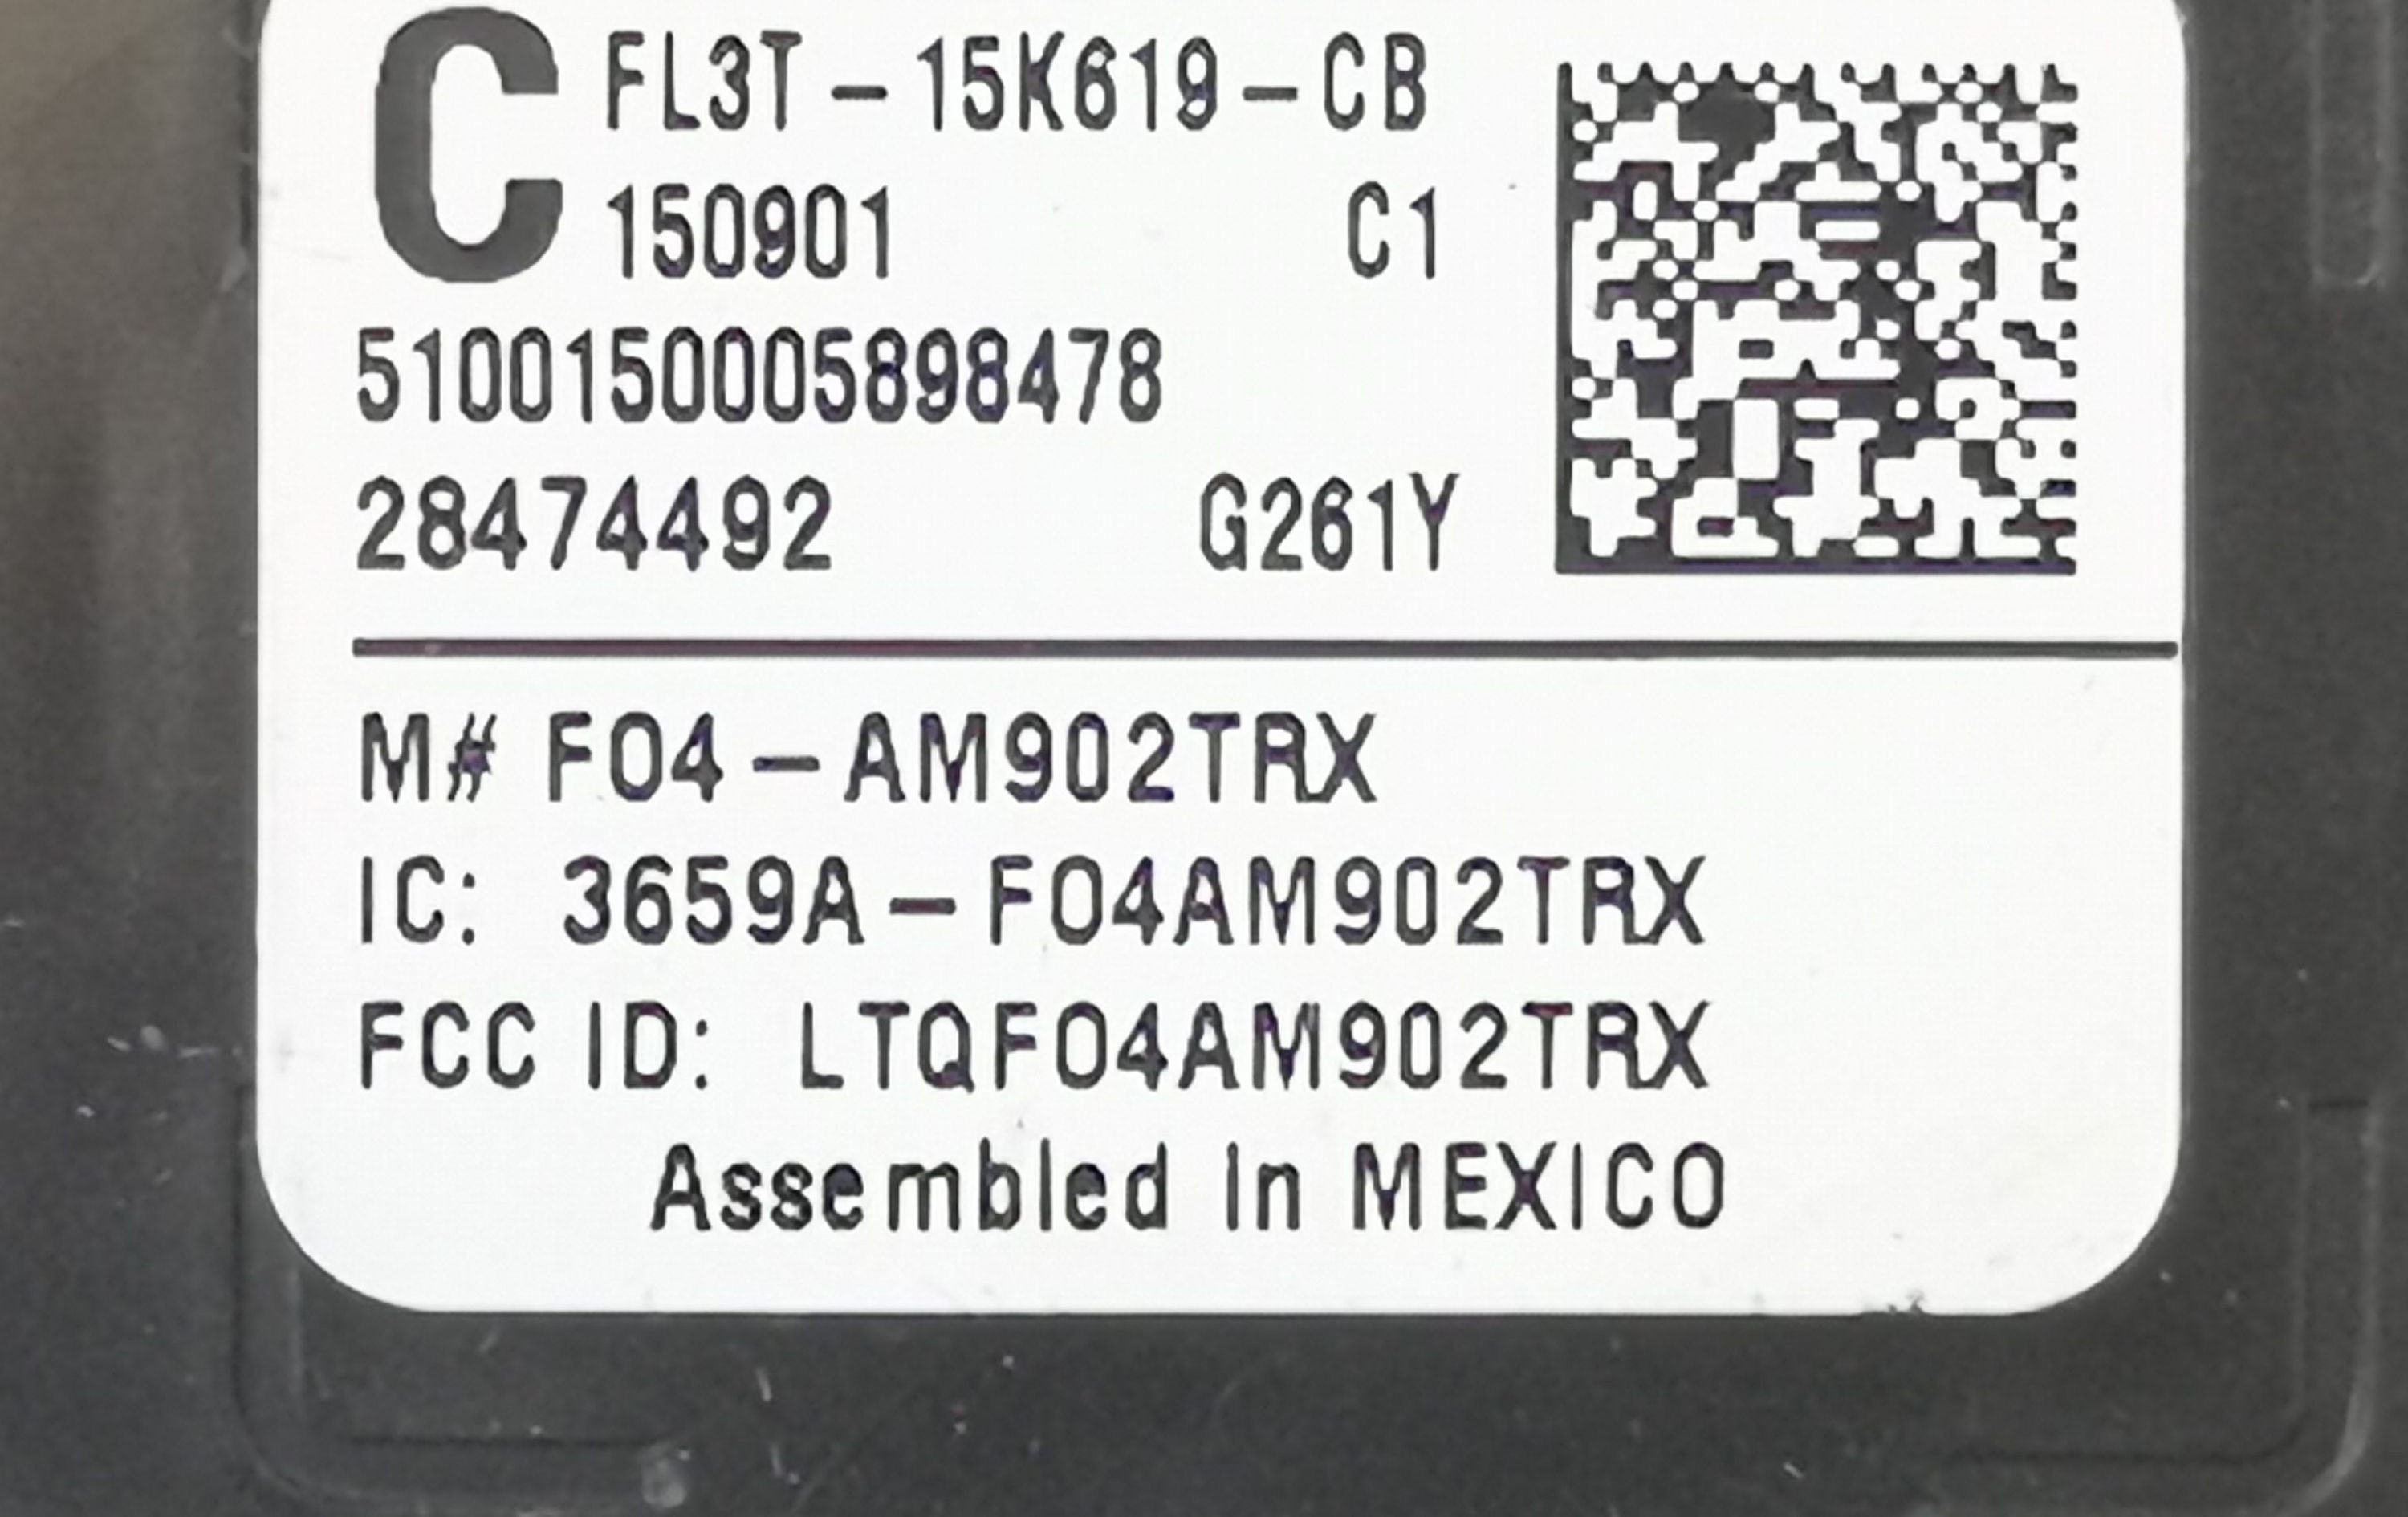 C FL3T-15K619-CB
150901 C1
5100150005898478
28474492 G261Y
M# FO4-AM902TRX
IC: 3659A-FO4AM902TRX
FCC ID: LTQFO4AM902TRX
Assembled in MEXICO